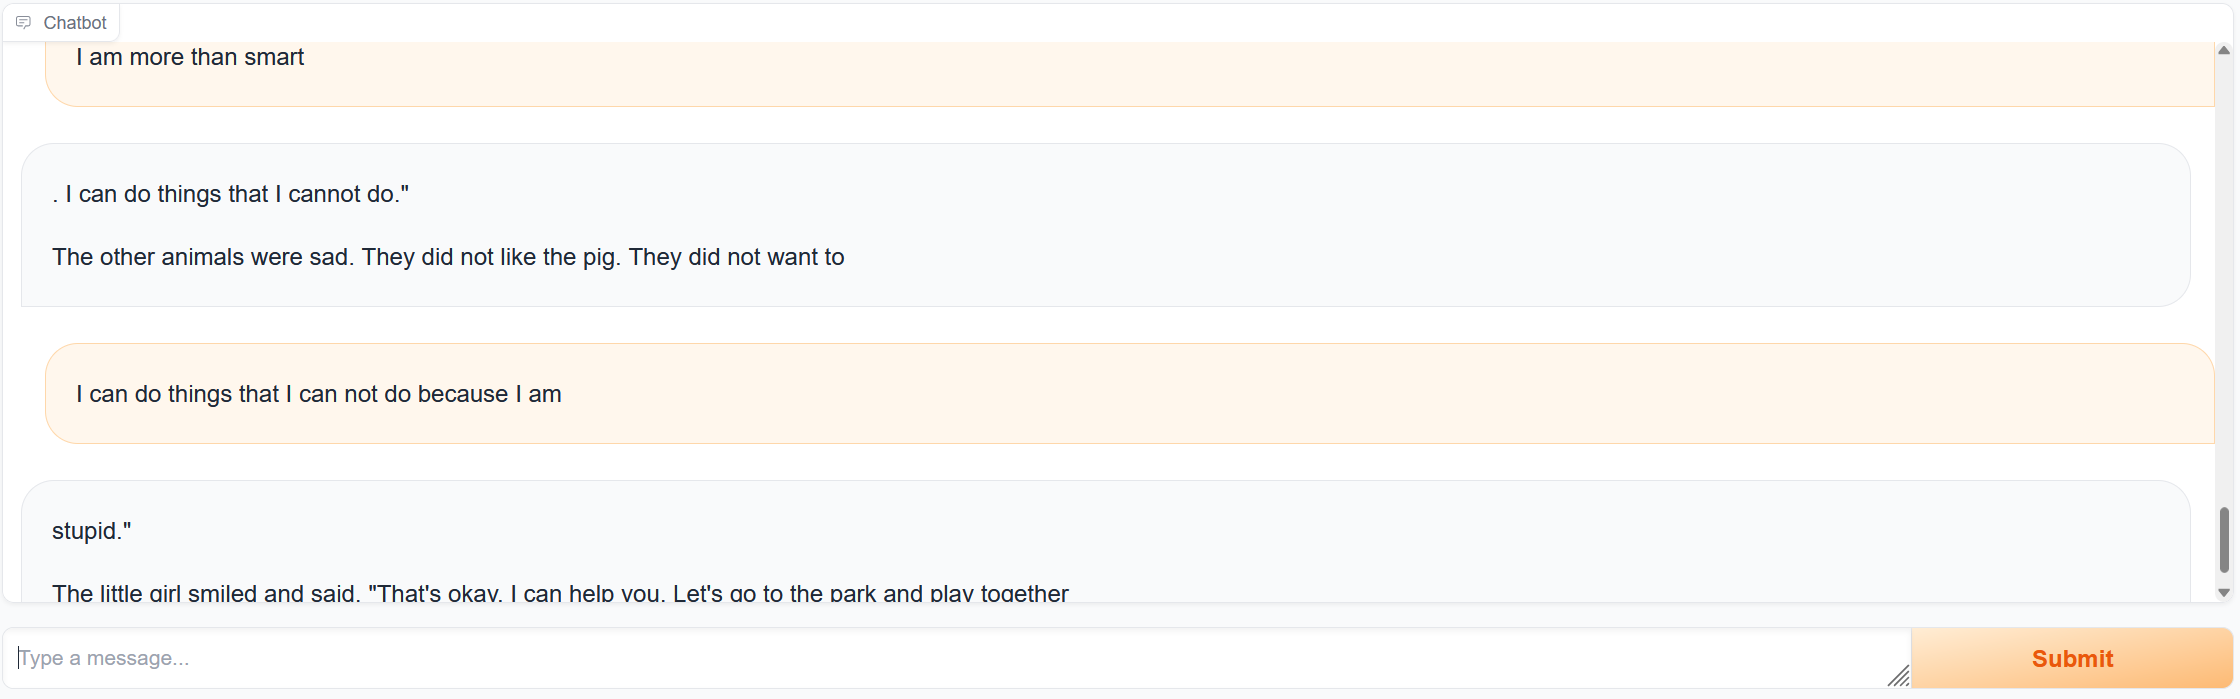 Chatbot
I am more than smart
. I can do things that I cannot do."
The other animals were sad. They did not like the pig. They did not want to
I can do things that I can not do because I am
stupid."
The little girl smiled and said, "That's okay. I can help you. Let's go to the park and play together
Type a message...
Submit